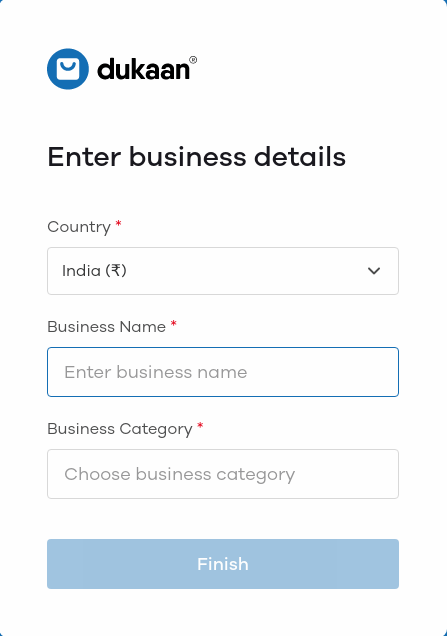 dukaan®
Enter business details
Country *
India (₹)
Business Name *
Enter business name
Business Category *
Choose business category
Finish